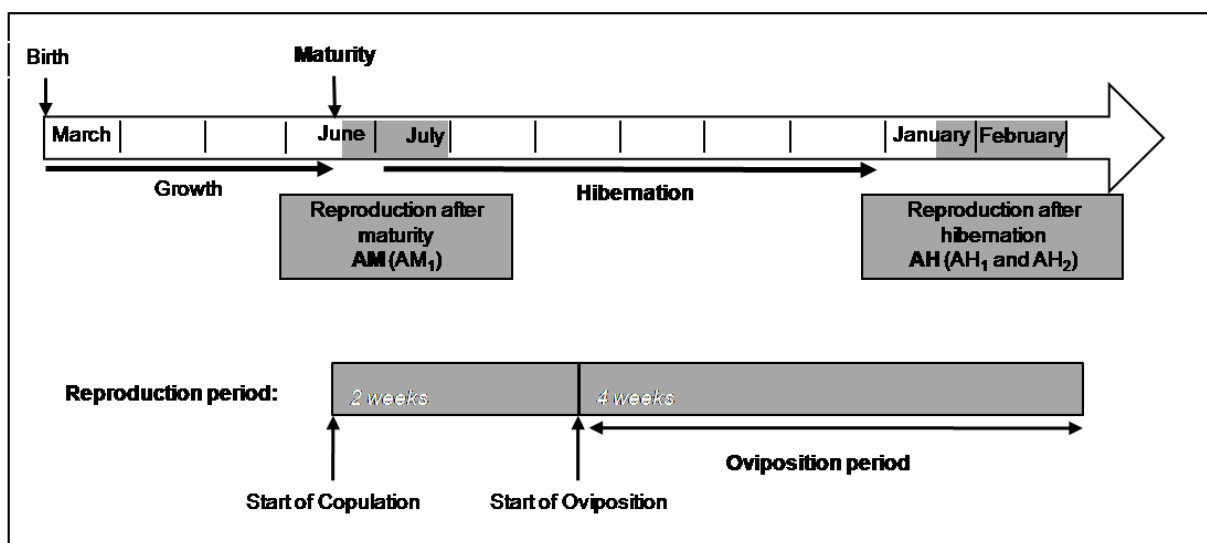 Birth
Maturity
March June July January February
Growth
Hibernation
Reproduction after
maturity
AM (AM₁)
Reproduction after
hibernation
AH (AH₁ and AH₂)
Reproduction period:
2 weeks
4 weeks
Oviposition period
Start of Copulation
Start of Oviposition